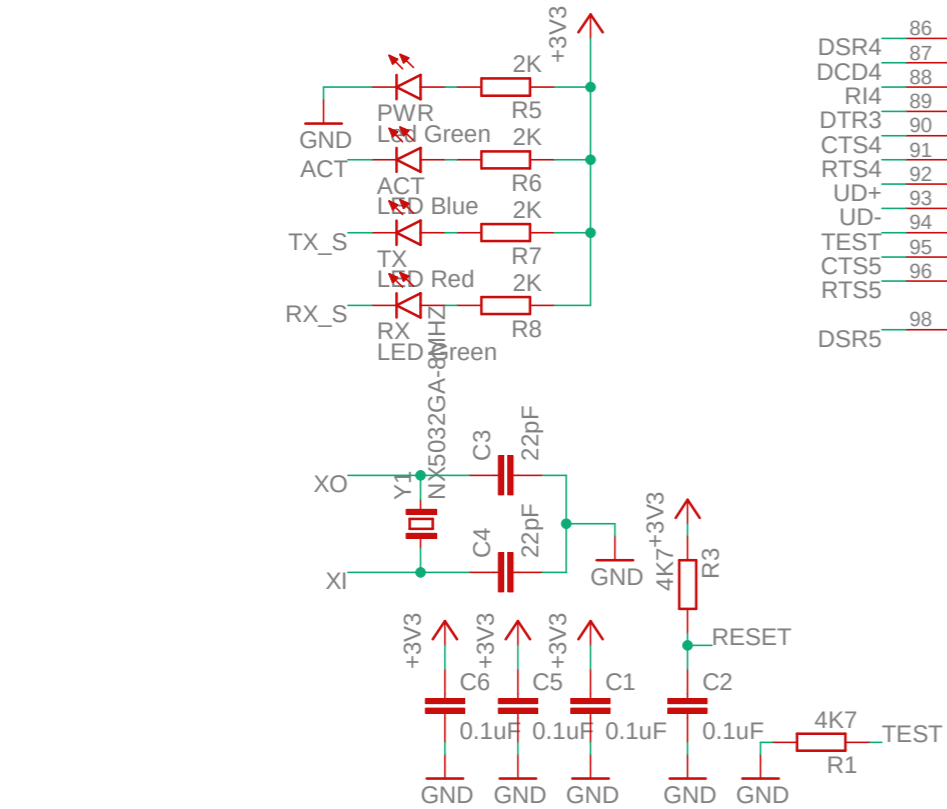 +3V3
2K
R5
PWR
Led Green
GND
2K
R6
ACT
ACT
LED Blue
2K
R7
TX_S
TX
LED Red
2K
R8
RX_S
RX
LED Green
NX5032GA-8MHZ
DSR4 86
DCD4 87
RI4 88
DTR3 89
CTS4 90
RTS4 91
UD+ 92
UD- 93
TEST 94
CTS5 95
RTS5 96
DSR5 98
XO
Y1
C3
22pF
XI
C4
22pF
GND
+3V3
4K7
R3
RESET
+3V3
+3V3
+3V3
C6
C5
C1
C2
0.1uF
0.1uF
0.1uF
0.1uF
GND
GND
GND
GND
4K7
TEST
R1
GND